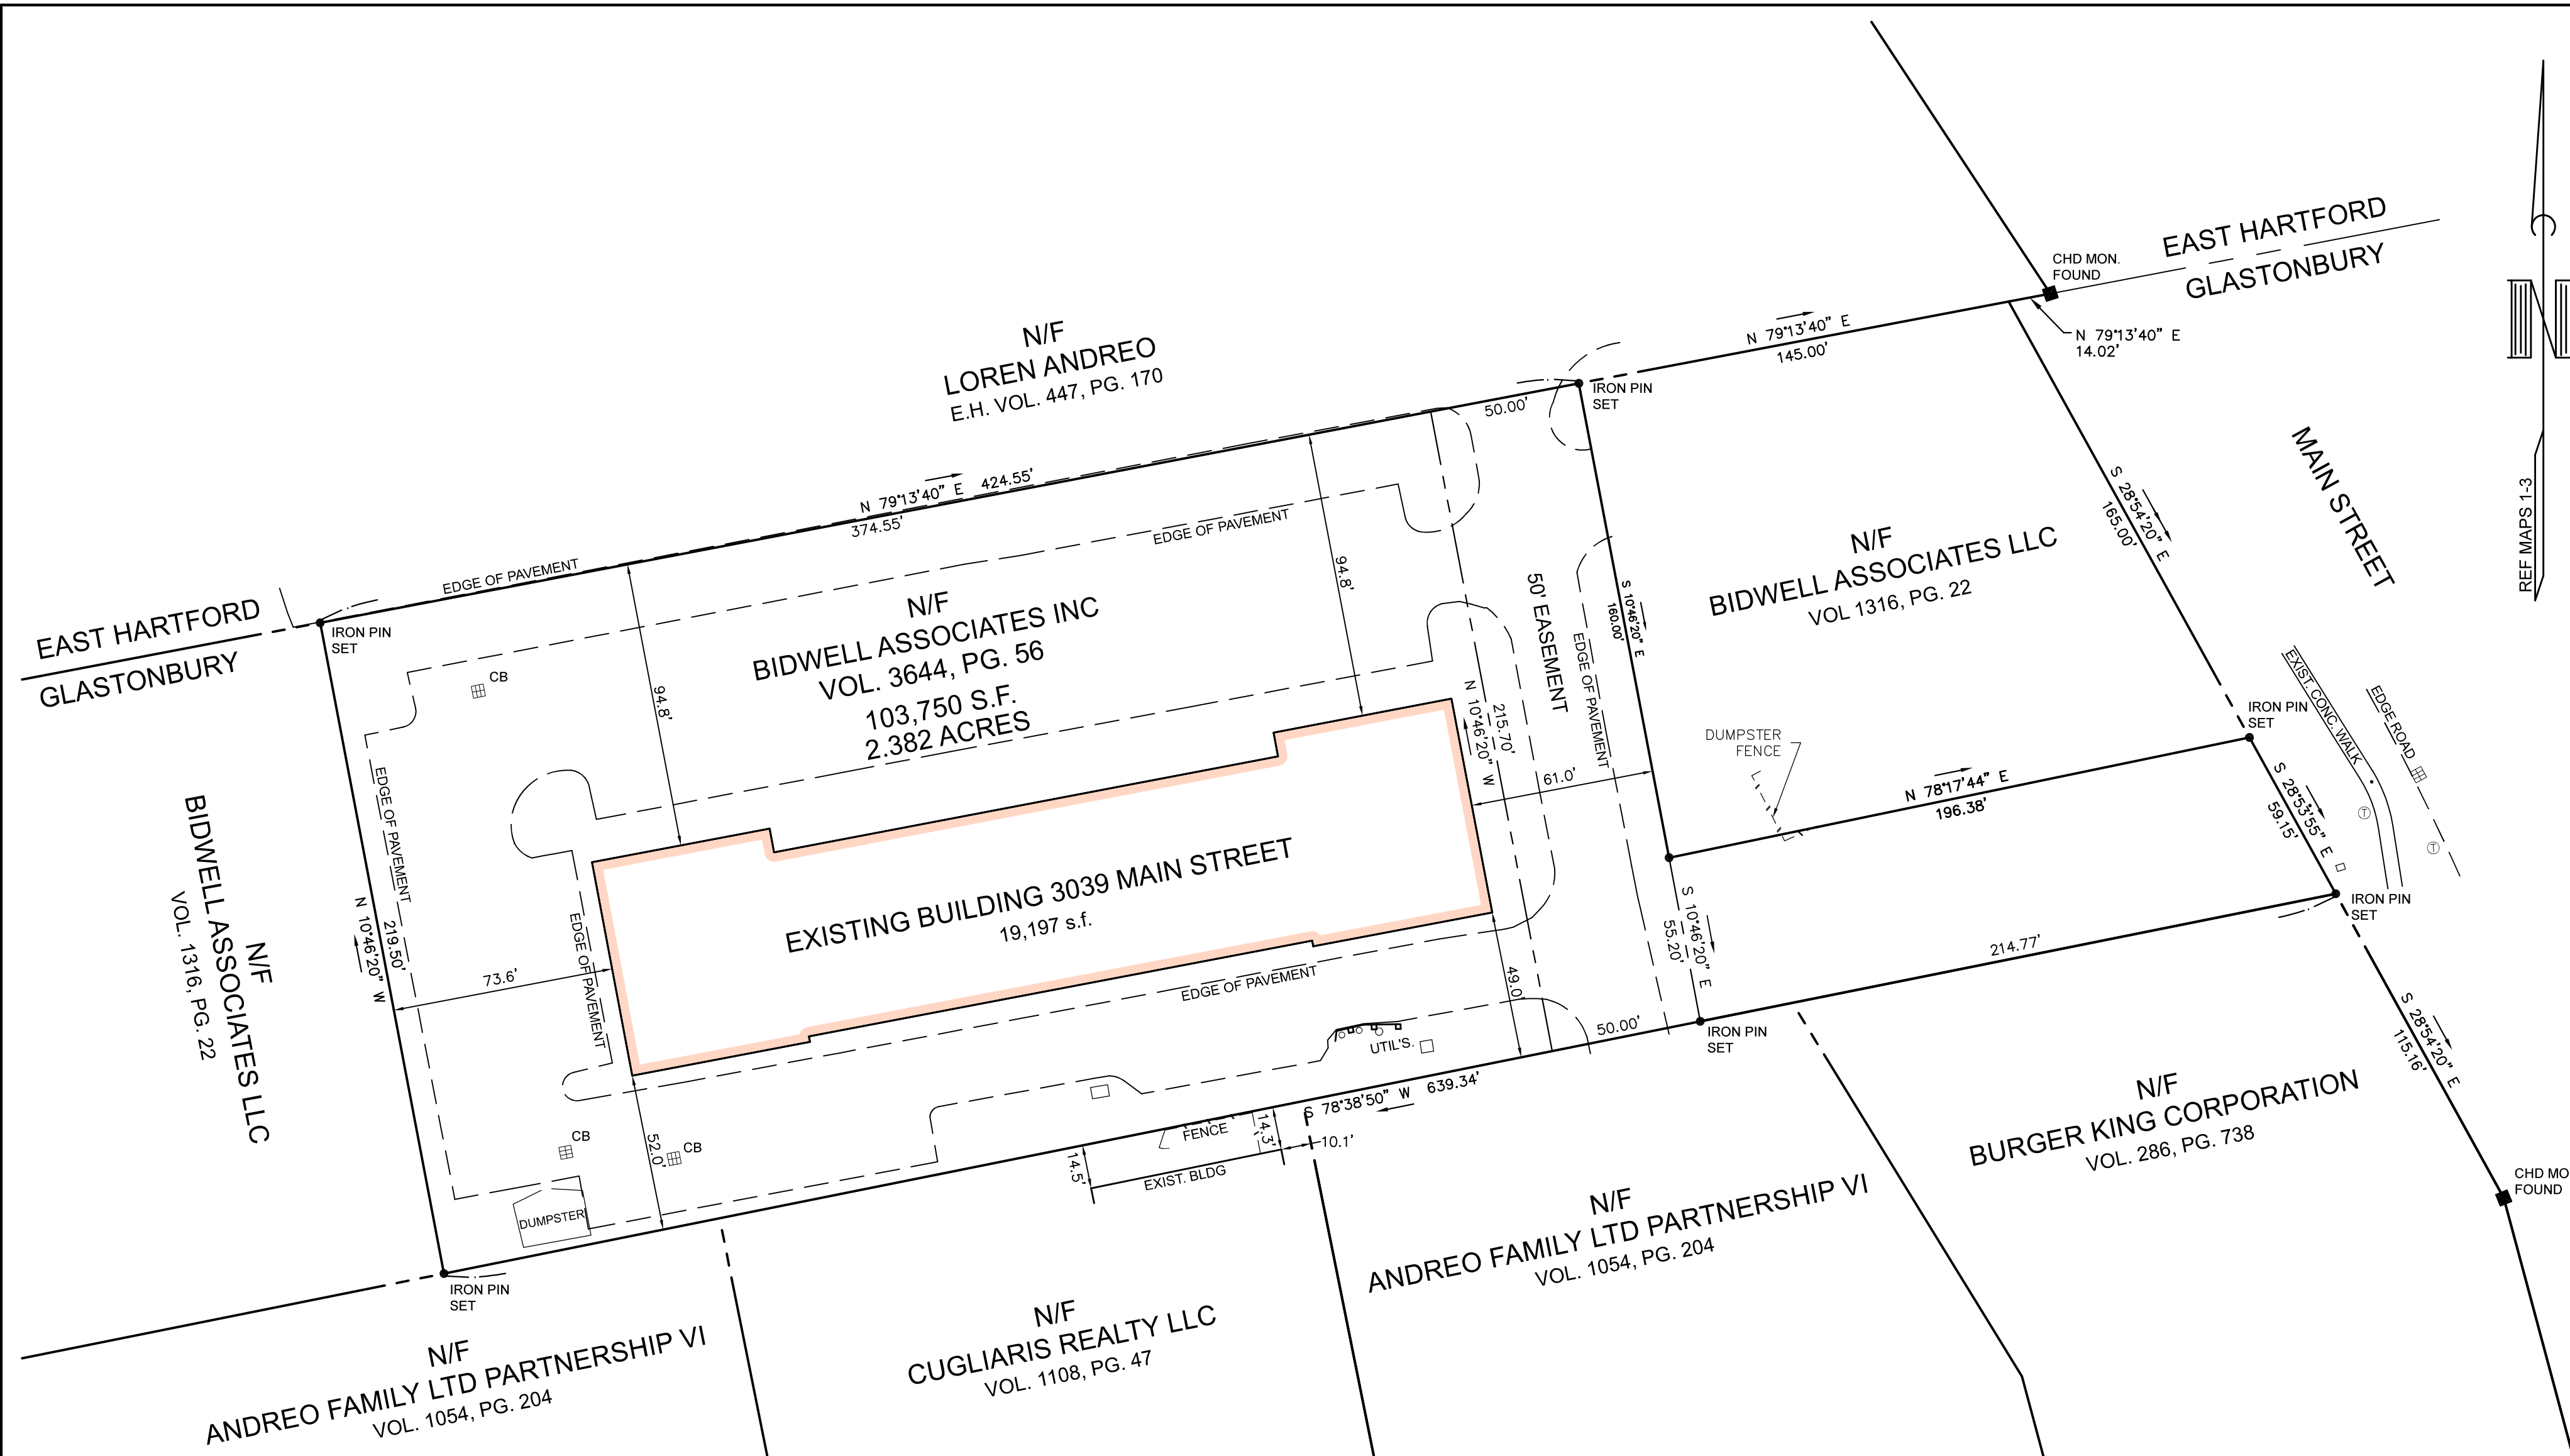 EAST HARTFORD
GLASTONBURY
CHD MON.
FOUND
N 79°13'40" E
14.02'
N 79°13'40" E
145.00'
N/F
LOREN ANDREO
E.H. VOL. 447, PG. 170
IRON PIN
SET
50.00'
N 79°13'40" E 424.55'
374.55'
EDGE OF PAVEMENT
EDGE OF PAVEMENT
EAST HARTFORD
GLASTONBURY
IRON PIN
SET
CB
94.8'
94.8'
N/F
BIDWELL ASSOCIATES INC
VOL. 3644, PG. 56
103,750 S.F.
2.382 ACRES
50' EASEMENT
EDGE OF PAVEMENT
S 10°46'20" E
160.00'
N/F
BIDWELL ASSOCIATES LLC
VOL 1316, PG. 22
S 28°54'20" E
165.00'
MAIN STREET
REF MAPS 1-3
N 10°46'20" W
215.70'
61.0'
DUMPSTER
FENCE
N 78°17'44" E
196.38'
IRON PIN
SET
EXIST. CONC. WALK
EDGE ROAD
T
T
S 28°53'55" E
59.15'
IRON PIN
SET
N/F
BIDWELL ASSOCIATES LLC
VOL. 1316, PG. 22
EDGE OF PAVEMENT
N 10°46'20" W
219.50'
73.6'
EDGE OF PAVEMENT
EXISTING BUILDING 3039 MAIN STREET
19,197 s.f.
EDGE OF PAVEMENT
49.0'
S 10°46'20" E
55.20'
214.77'
50.00'
IRON PIN
SET
UTIL'S.
S 78°38'50" W 639.34'
CB
CB
52.0'
DUMPSTER
FENCE
14.3'
10.1'
14.5'
EXIST. BLDG
S 28°54'20" E
115.16'
N/F
BURGER KING CORPORATION
VOL. 286, PG. 738
CHD MO
FOUND
IRON PIN
SET
N/F
ANDREO FAMILY LTD PARTNERSHIP VI
VOL. 1054, PG. 204
N/F
CUGLIARIS REALTY LLC
VOL. 1108, PG. 47
N/F
ANDREO FAMILY LTD PARTNERSHIP VI
VOL. 1054, PG. 204